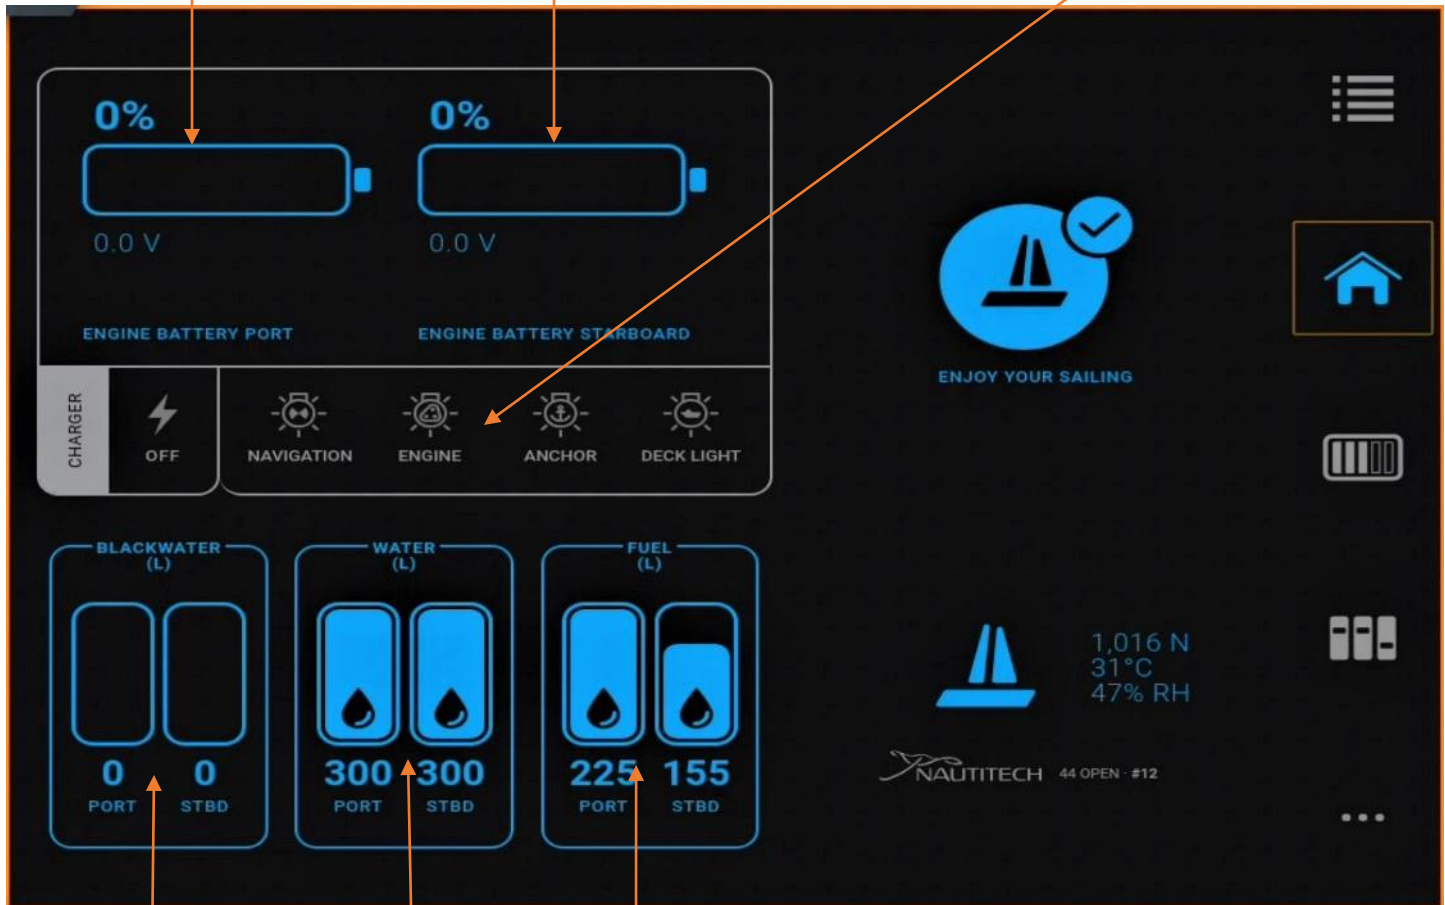 0%
0%
0.0 V
0.0 V
ENGINE BATTERY PORT
ENGINE BATTERY STARBOARD
CHARGER
OFF
NAVIGATION
ENGINE
ANCHOR
DECK LIGHT
ENJOY YOUR SAILING
BLACKWATER
(L)
0
0
PORT
STBD
WATER
(L)
300
300
PORT
STBD
FUEL
(L)
225
155
PORT
STBD
1,016 N
31°C
47% RH
NAUTITECH 44 OPEN · #12